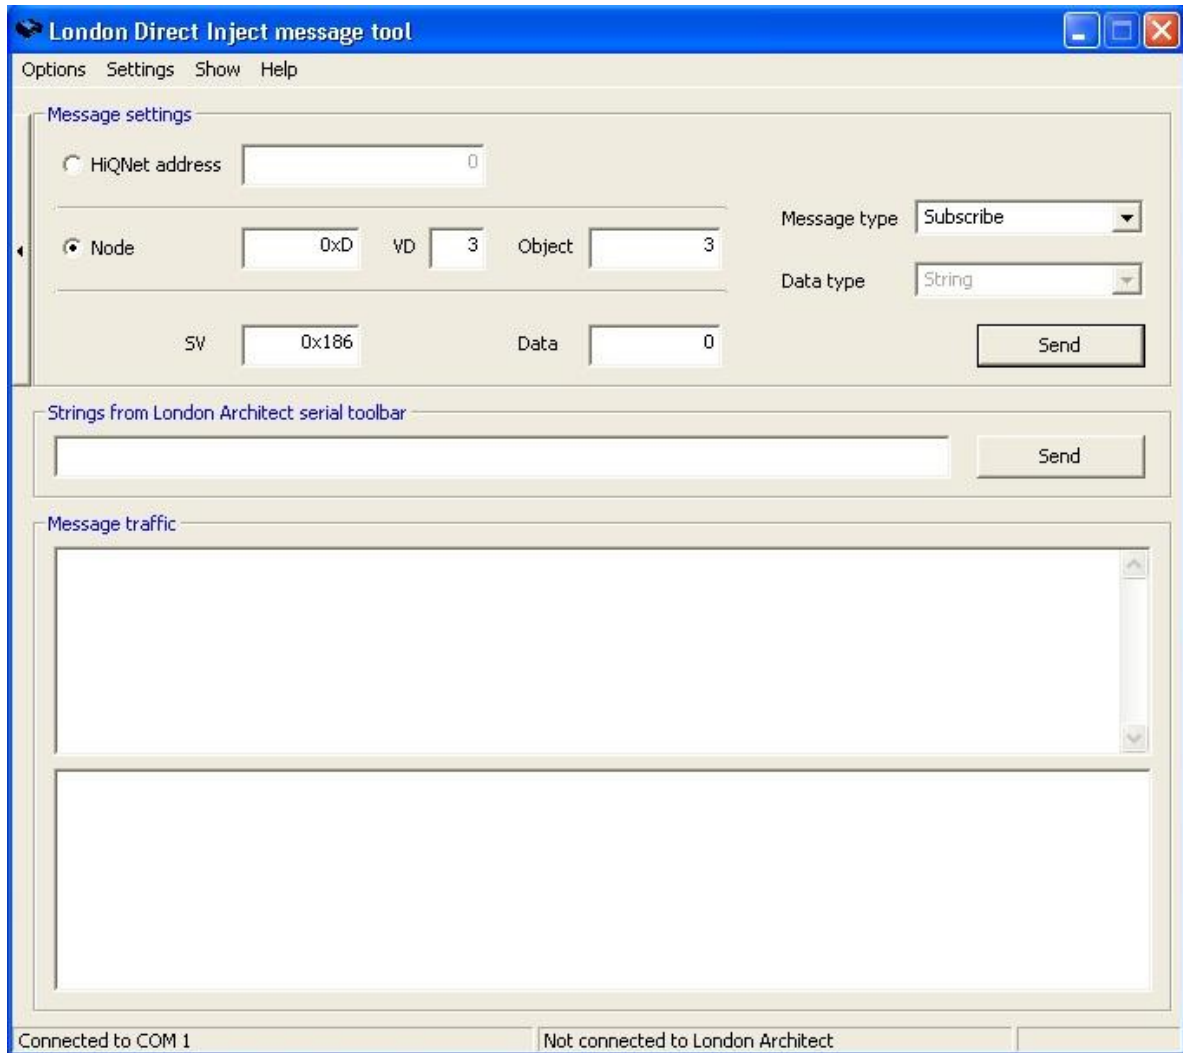 London Direct Inject message tool
Options Settings Show Help
Message settings
HiQNet address 0
Message type Subscribe
Node 0xD VD 3 Object 3
Data type String
SV 0x186 Data 0 Send
Strings from London Architect serial toolbar
Send
Message traffic
Connected to COM 1 Not connected to London Architect